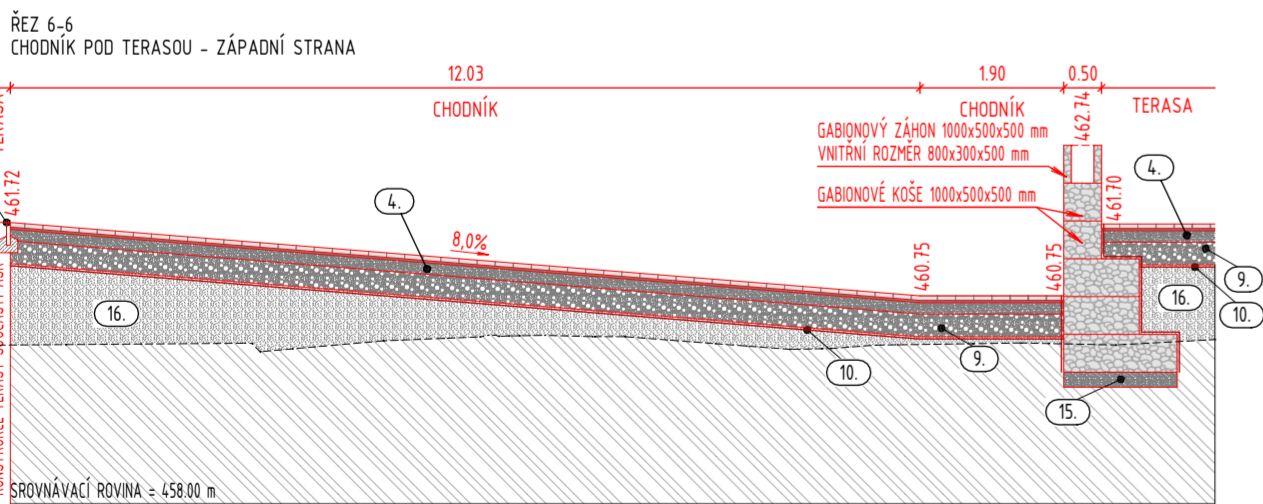 ŘEZ 6-6
CHODNÍK POD TERASOU - ZÁPADNÍ STRANA
12.03
1.90
0.50
CHODNÍK
CHODNÍK
TERASA
TERASA
462.74
GABIONOVÝ ZÁHON 1000x500x500 mm
VNITŘNÍ ROZMĚR 800x300x500 mm
GABIONOVÉ KOŠE 1000x500x500 mm
461.72
461.70
4.
4.
8,0%
460.75
460.75
9.
16.
16.
10.
10.
9.
15.
SROVNÁVACÍ ROVINA = 458.00 m